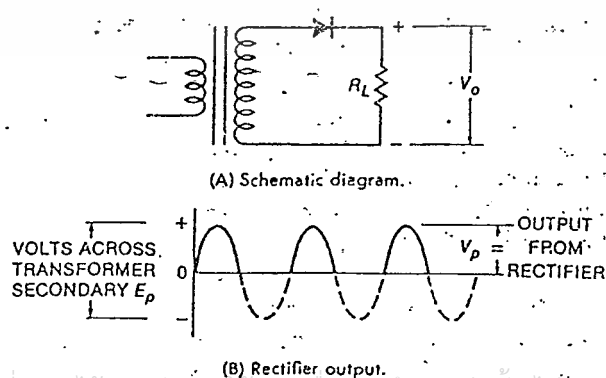 +
R_L
V_o
−
(A) Schematic diagram.
+
VOLTS ACROSS
TRANSFORMER
SECONDARY E_p
0
−
V_p =
OUTPUT
FROM
RECTIFIER
(B) Rectifier output.